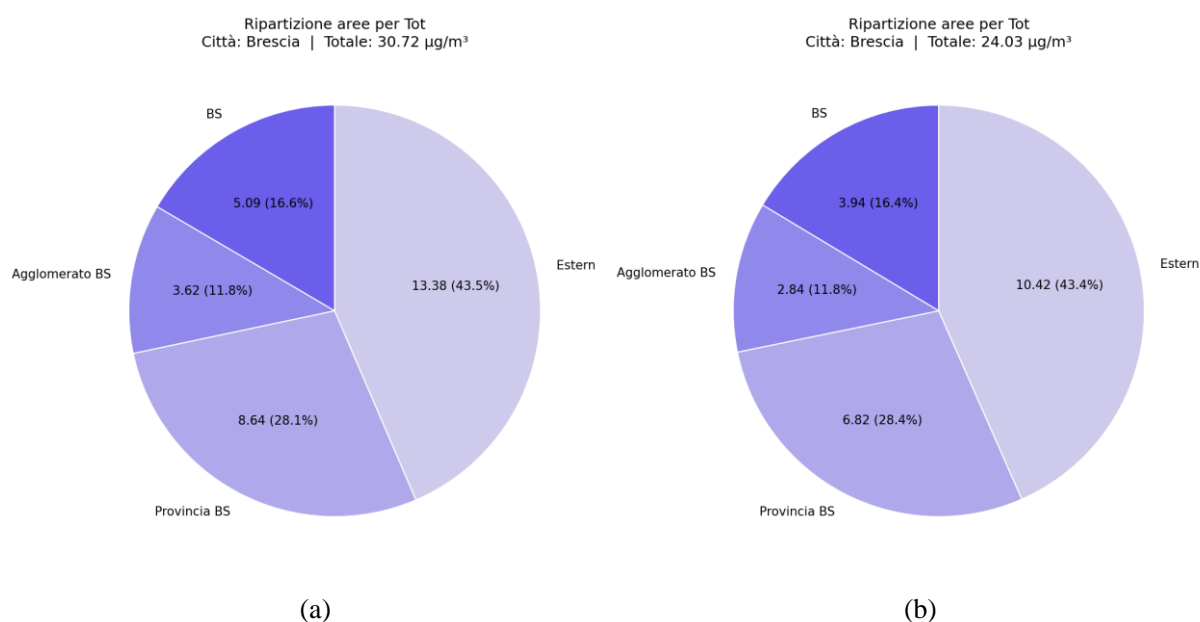 Ripartizione aree per Tot
Città: Brescia | Totale: 30.72 µg/m³
BS
5.09 (16.6%)
Estern
13.38 (43.5%)
Agglomerato BS
3.62 (11.8%)
8.64 (28.1%)
Provincia BS
(a)
Ripartizione aree per Tot
Città: Brescia | Totale: 24.03 µg/m³
BS
3.94 (16.4%)
Estern
10.42 (43.4%)
Agglomerato BS
2.84 (11.8%)
6.82 (28.4%)
Provincia BS
(b)